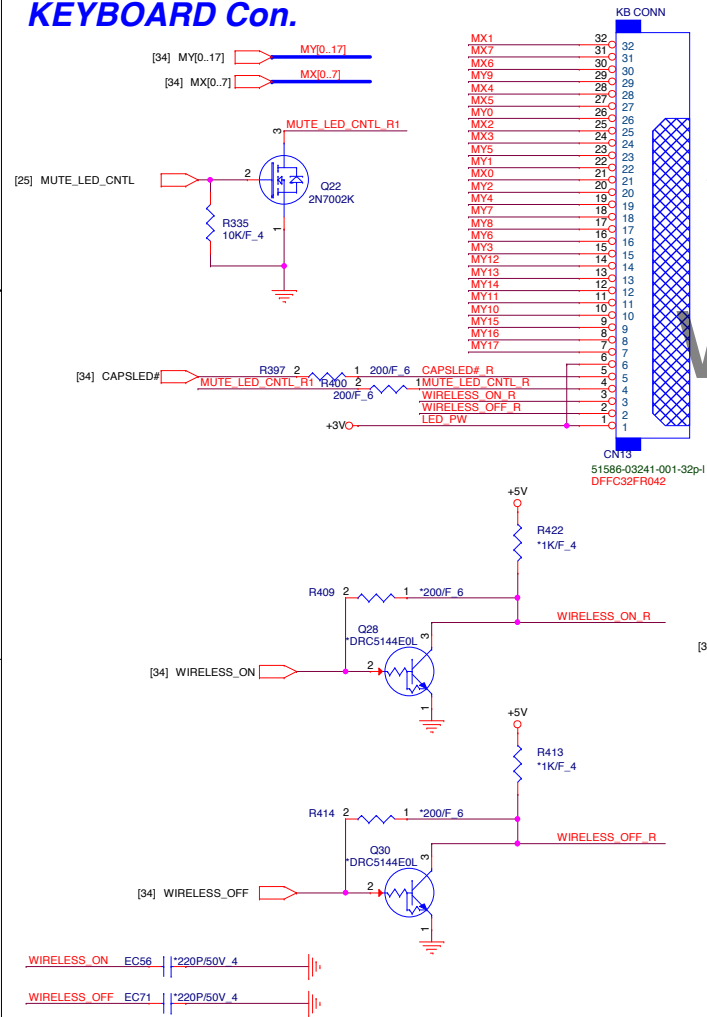 KEYBOARD Con.
KB CONN
[34] MY[0..17] MY[0..17]
[34] MX[0..7] MX[0..7]
MX1 32 32
MX7 31 31
MX6 30 30
MY9 29 29
MX4 28 28
MX5 27 27
MY0 26 26
MX2 25 25
MX3 24 24
MY5 23 23
MY1 22 22
MX0 21 21
MY2 20 20
MY4 19 19
MY7 18 18
MY8 17 17
MY6 16 16
MY3 15 15
MY12 14 14
MY13 13 13
MY14 12 12
MY11 11 11
MY10 10 10
MY15 9 9
MY16 8 8
MY17 7 7
6 6
3 MUTE_LED_CNTL_R1
[25] MUTE_LED_CNTL 2
Q22
2N7002K
1
R335
10K/F_4
[34] CAPSLED# R397 2 1 200/F_6 CAPSLED#_R 5 5
MUTE_LED_CNTL_R1 R400 2 1 MUTE_LED_CNTL_R 4 4
200/F_6
WIRELESS_ON_R 3 3
WIRELESS_OFF_R 2 2
+3V LED_PW 1 1
CN13
51586-03241-001-32p-l
DFFC32FR042
+5V
R422
*1K/F_4
R409 2 1 *200/F_6
WIRELESS_ON_R
Q28
*DRC5144E0L 3
[34] WIRELESS_ON 2
1
[3
+5V
R413
*1K/F_4
R414 2 1 *200/F_6
WIRELESS_OFF_R
Q30
*DRC5144E0L 3
[34] WIRELESS_OFF 2
1
WIRELESS_ON EC56 *220P/50V_4
WIRELESS_OFF EC71 *220P/50V_4